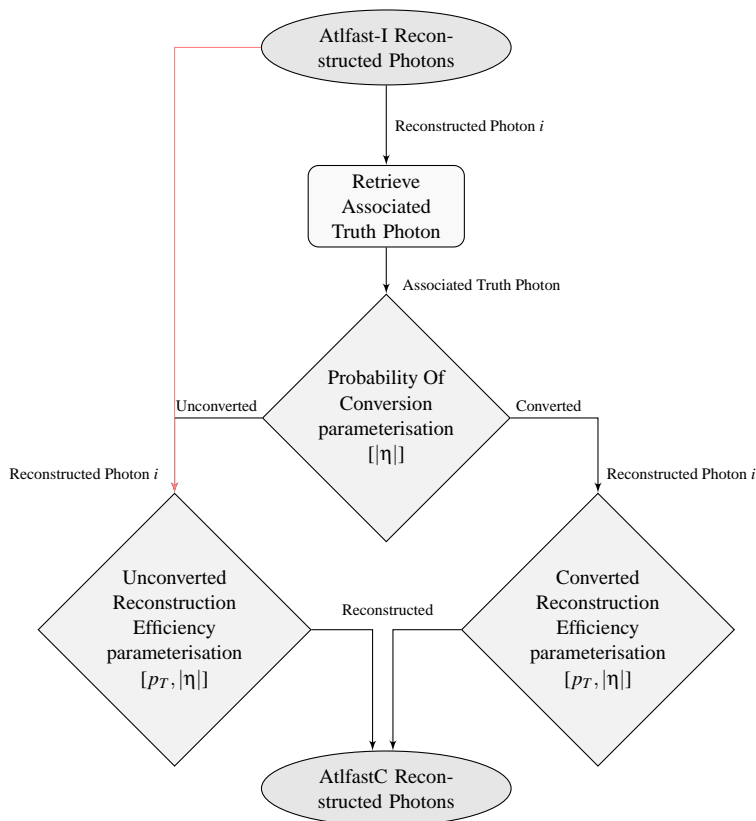 Atlfast-I Recon-
structed Photons
Reconstructed Photon i
Retrieve
Associated
Truth Photon
Associated Truth Photon
Probability Of
Conversion
parameterisation
[|η|]
Unconverted
Converted
Reconstructed Photon i
Reconstructed Photon i
Unconverted
Reconstruction
Efficiency
parameterisation
[p_T, |η|]
Reconstructed
Converted
Reconstruction
Efficiency
parameterisation
[p_T, |η|]
AtlfastC Recon-
structed Photons